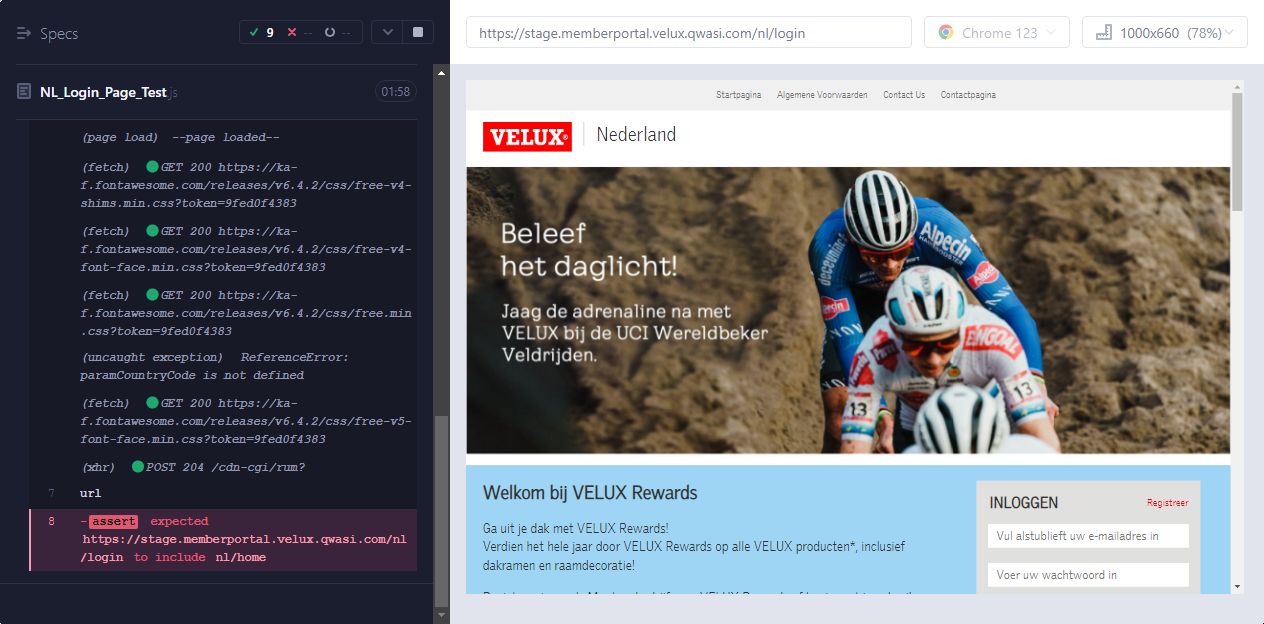 Specs
9
--
--
https://stage.memberportal.velux.qwasi.com/nl/login
Chrome 123
1000x660 (78%)
NL_Login_Page_Test.js
01:58
(page load) --page loaded--
(fetch) GET 200 https://ka-
f.fontawesome.com/releases/v6.4.2/css/free-v4-
shims.min.css?token=9fed0f4383
(fetch) GET 200 https://ka-
f.fontawesome.com/releases/v6.4.2/css/free-v4-
font-face.min.css?token=9fed0f4383
(fetch) GET 200 https://ka-
f.fontawesome.com/releases/v6.4.2/css/free.min
.css?token=9fed0f4383
(uncaught exception) ReferenceError:
paramCountryCode is not defined
(fetch) GET 200 https://ka-
f.fontawesome.com/releases/v6.4.2/css/free-v5-
font-face.min.css?token=9fed0f4383
(xhr) POST 204 /cdn-cgi/rum?
7 url
8 -assert expected
https://stage.memberportal.velux.qwasi.com/nl
/login to include nl/home
Startpagina Algemene Voorwaarden Contact Us Contactpagina
VELUX® Nederland
Beleef
het daglicht!
Jaag de adrenaline na met
VELUX bij de UCI Wereldbeker
Veldrijden.
Alpecin
deceuninck
Alpecin
13
13
Welkom bij VELUX Rewards
Ga uit je dak met VELUX Rewards!
Verdien het hele jaar door VELUX Rewards op alle VELUX producten*, inclusief
dakramen en raamdecoratie!
INLOGGEN Registreer
Vul alstublieft uw e-mailadres in
Voer uw wachtwoord in